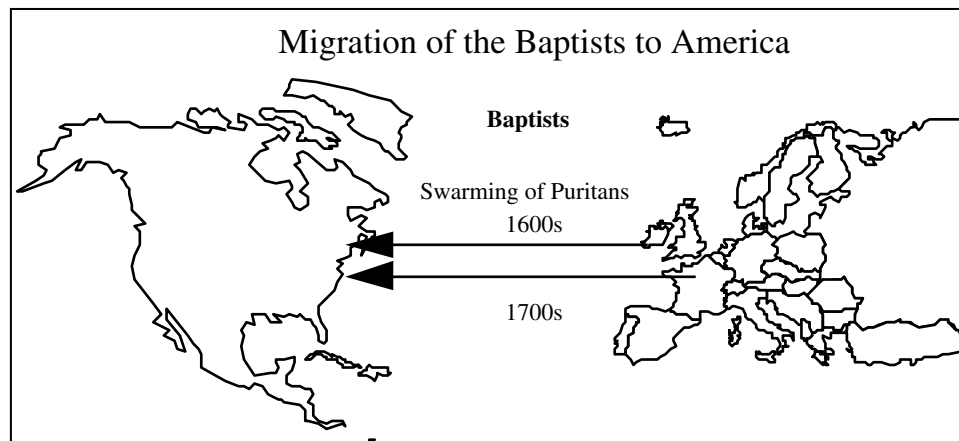 Migration of the Baptists to America
Baptists
Swarming of Puritans
1600s
1700s